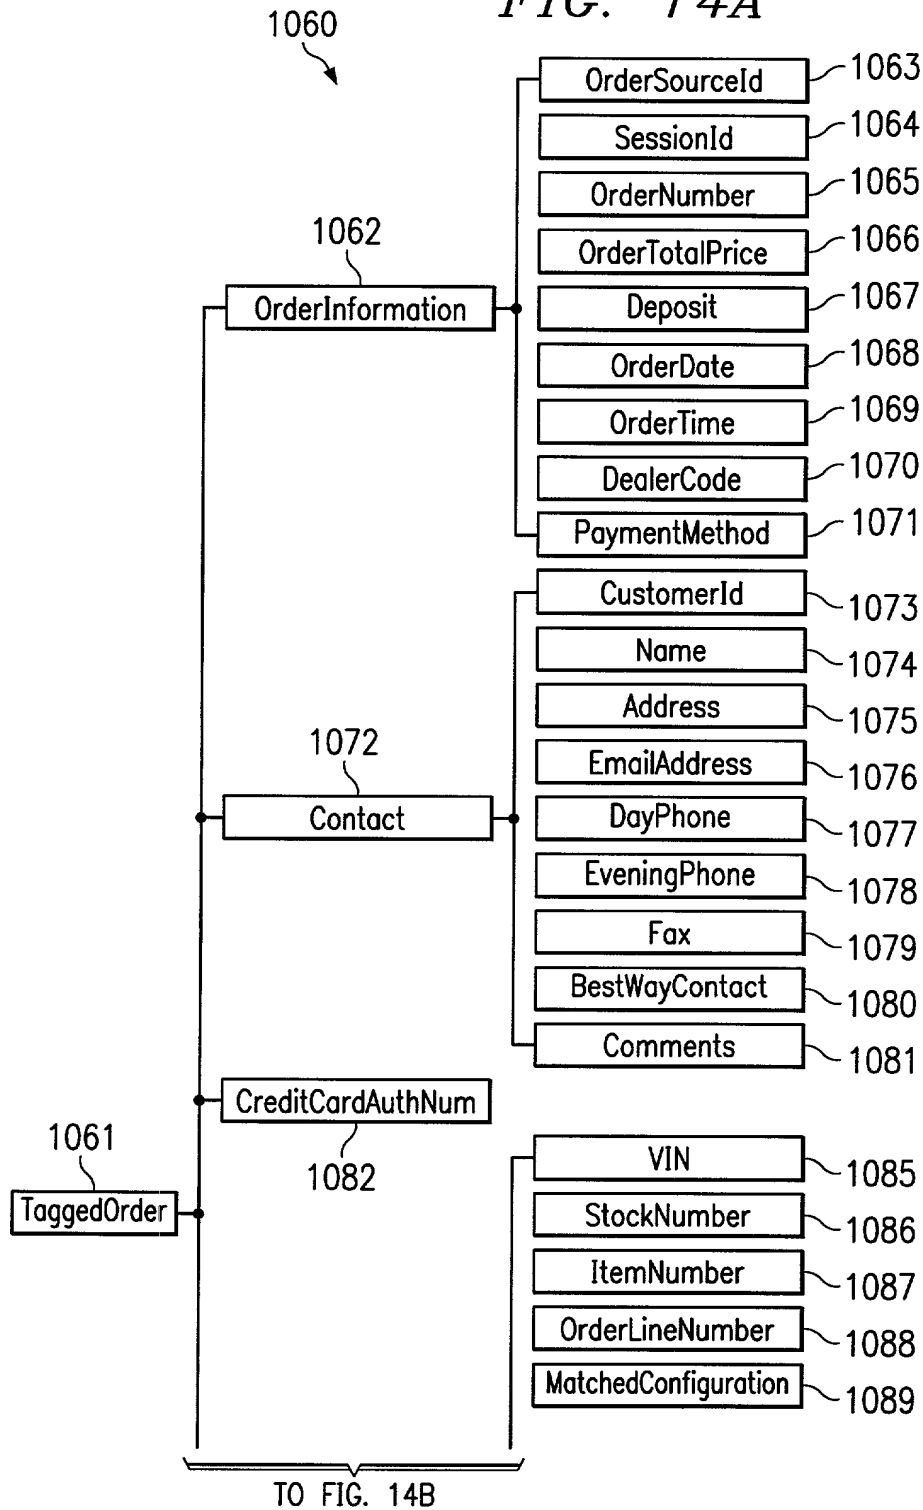 FIG. 14A
1060
OrderSourceId 1063
SessionId 1064
OrderNumber 1065
1062
OrderTotalPrice 1066
OrderInformation
Deposit 1067
OrderDate 1068
OrderTime 1069
DealerCode 1070
PaymentMethod 1071
CustomerId 1073
Name 1074
Address 1075
1072
EmailAddress 1076
Contact
DayPhone 1077
EveningPhone 1078
Fax 1079
BestWayContact 1080
Comments 1081
CreditCardAuthNum
1082
1061
TaggedOrder
VIN 1085
StockNumber 1086
ItemNumber 1087
OrderLineNumber 1088
MatchedConfiguration 1089
TO FIG. 14B